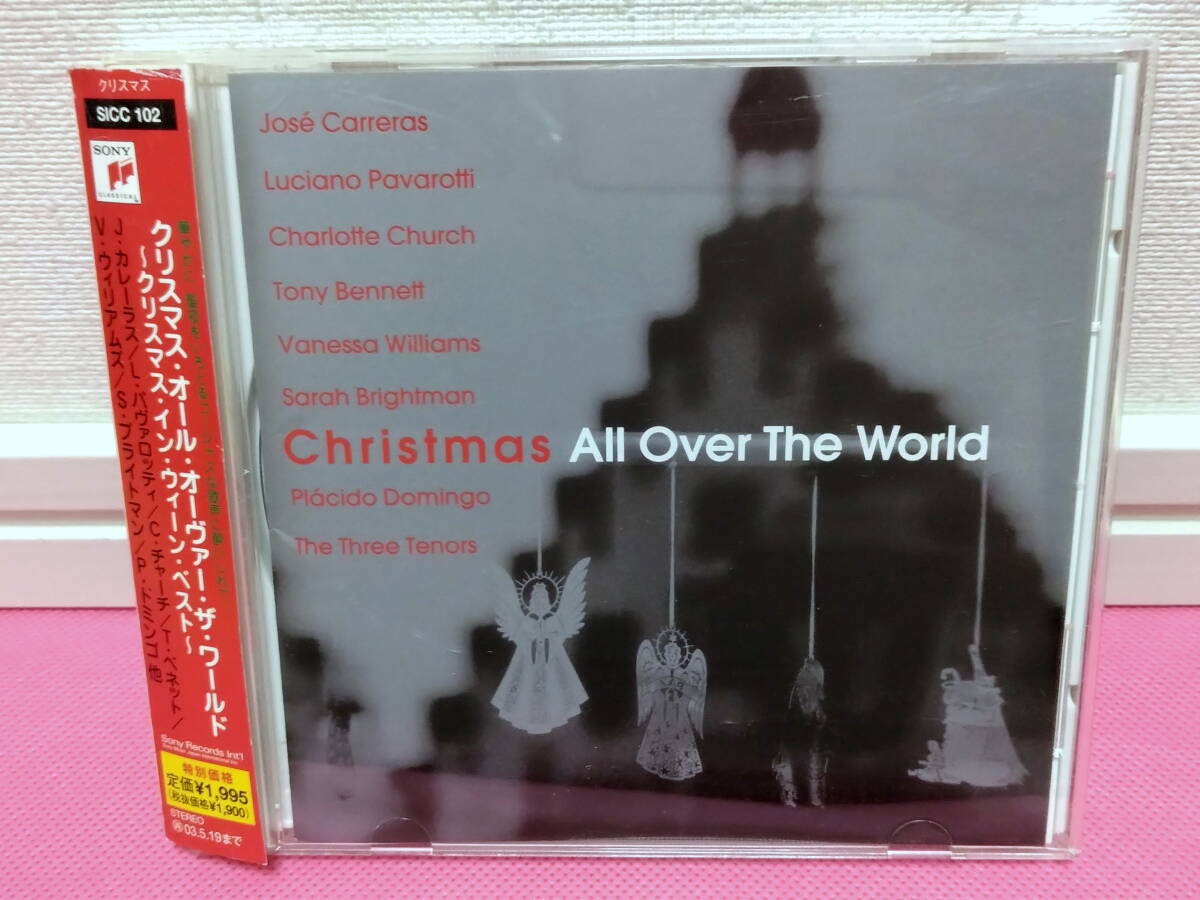 クリスマス
SICC 102
SONY
CLASSICAL
クリスマス・オール・オーヴァー・ザ・ワールド
〜クリスマス・イン・ウィーン・ベスト〜
J・カレーラス/L・パヴァロッティ/C・チャーチ/T・ベネット/
V・ウィリアムズ/S・ブライトマン/P・ドミンゴ 他
Sony Records Int'l
特別価格
定価¥1,995
(税抜価格¥1,900)
STEREO
03.5.19まで
José Carreras
Luciano Pavarotti
Charlotte Church
Tony Bennett
Vanessa Williams
Sarah Brightman
Christmas All Over The World
Plácido Domingo
The Three Tenors